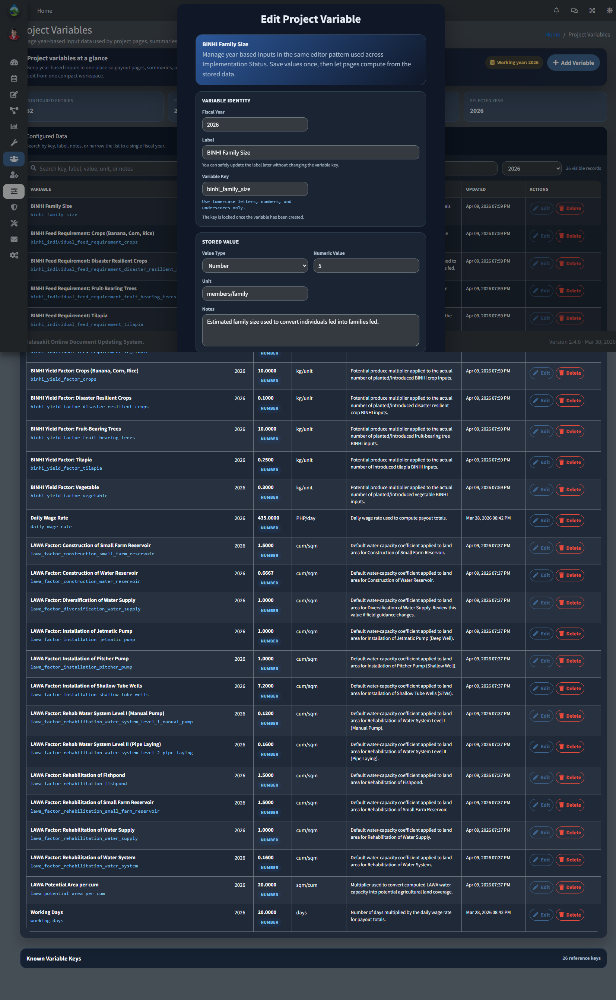 Home
Project Variables
age year-based input data used by project pages, summaries
Home / Project Variables
Project variables at a glance
Keep year-based inputs in one place so payout pages, summaries, a
edit from one compact workspace.
Working year: 2026
Add Variable
CONFIGURED ENTRIES
52
SELECTED YEAR
2026
Configured Data
Search by key, label, notes, or narrow the list to a single fiscal year.
Search key, label, value, unit, or notes
2026
26 visible records
Edit Project Variable
BINHI Family Size
Manage year-based inputs in the same editor pattern used across
Implementation Status. Save values once, then let pages compute from the
stored data.
VARIABLE IDENTITY
Fiscal Year
2026
Label
BINHI Family Size
You can safely update the label later without changing the variable key.
Variable Key
binhi_family_size
Use lowercase letters, numbers, and
underscores only.
The key is locked once the variable has been created.
STORED VALUE
Value Type
Numeric Value
Number
5
Unit
members/family
Notes
Estimated family size used to convert individuals fed into families fed.
VARIABLE
UPDATED
ACTIONS
BINHI Family Size
binhi_family_size
als
Apr 09, 2026 07:59 PM
Edit
Delete
BINHI Feed Requirement: Crops (Banana, Corn, Rice)
binhi_individual_feed_requirement_crops
e
Apr 09, 2026 07:59 PM
Edit
Delete
BINHI Feed Requirement: Disaster Resilient Crops
binhi_individual_feed_requirement_disaster_resilient_
sed to
e fed.
Apr 09, 2026 07:59 PM
Edit
Delete
BINHI Feed Requirement: Fruit-Bearing Trees
binhi_individual_feed_requirement_fruit_bearing_trees
e
Apr 09, 2026 07:59 PM
Edit
Delete
BINHI Feed Requirement: Tilapia
binhi_individual_feed_requirement_tilapia
the
Apr 09, 2026 07:59 PM
Edit
Delete
alasakit Online Document Updating System.
Version 2.4.6 · Mar 30, 2026
binhi_individual_feed_requirement_vegetable
NUMBER
BINHI Yield Factor: Crops (Banana, Corn, Rice)
binhi_yield_factor_crops
2026
10.0000
NUMBER
kg/unit
Potential produce multiplier applied to the actual
number of planted/introduced BINHI crop inputs.
Apr 09, 2026 07:59 PM
Edit
Delete
BINHI Yield Factor: Disaster Resilient Crops
binhi_yield_factor_disaster_resilient_crops
2026
0.1000
NUMBER
kg/unit
Potential produce multiplier applied to the actual
number of planted/introduced disaster resilient
crop BINHI inputs.
Apr 09, 2026 07:59 PM
Edit
Delete
BINHI Yield Factor: Fruit-Bearing Trees
binhi_yield_factor_fruit_bearing_trees
2026
10.0000
NUMBER
kg/unit
Potential produce multiplier applied to the actual
number of planted/introduced fruit-bearing tree
BINHI inputs.
Apr 09, 2026 07:59 PM
Edit
Delete
BINHI Yield Factor: Tilapia
binhi_yield_factor_tilapia
2026
0.2500
NUMBER
kg/unit
Potential produce multiplier applied to the actual
number of introduced tilapia BINHI inputs.
Apr 09, 2026 07:59 PM
Edit
Delete
BINHI Yield Factor: Vegetable
binhi_yield_factor_vegetable
2026
0.3000
NUMBER
kg/unit
Potential produce multiplier applied to the actual
number of planted/introduced vegetable BINHI
inputs.
Apr 09, 2026 07:59 PM
Edit
Delete
Daily Wage Rate
daily_wage_rate
2026
435.0000
NUMBER
PHP/day
Daily wage rate used to compute payout totals.
Mar 28, 2026 08:42 PM
Edit
Delete
LAWA Factor: Construction of Small Farm Reservoir
lawa_factor_construction_small_farm_reservoir
2026
1.5000
NUMBER
cum/sqm
Default water-capacity coefficient applied to land
area for Construction of Small Farm Reservoir.
Apr 09, 2026 07:37 PM
Edit
Delete
LAWA Factor: Construction of Water Reservoir
lawa_factor_construction_water_reservoir
2026
0.6667
NUMBER
cum/sqm
Default water-capacity coefficient applied to land
area for Construction of Water Reservoir.
Apr 09, 2026 07:37 PM
Edit
Delete
LAWA Factor: Diversification of Water Supply
lawa_factor_diversification_water_supply
2026
1.0000
NUMBER
cum/sqm
Default water-capacity coefficient applied to land
area for Diversification of Water Supply. Review this
value if field guidance changes.
Apr 09, 2026 07:37 PM
Edit
Delete
LAWA Factor: Installation of Jetmatic Pump
lawa_factor_installation_jetmatic_pump
2026
1.0000
NUMBER
cum/sqm
Default water-capacity coefficient applied to land
area for Installation of Jetmatic Pump (Deep Well).
Apr 09, 2026 07:37 PM
Edit
Delete
LAWA Factor: Installation of Pitcher Pump
lawa_factor_installation_pitcher_pump
2026
1.0000
NUMBER
cum/sqm
Default water-capacity coefficient applied to land
area for Installation of Pitcher Pump (Shallow Well).
Apr 09, 2026 07:37 PM
Edit
Delete
LAWA Factor: Installation of Shallow Tube Wells
lawa_factor_installation_shallow_tube_wells
2026
7.2000
NUMBER
cum/sqm
Default water-capacity coefficient applied to land
area for Installation of Shallow Tube Wells (STWs).
Apr 09, 2026 07:37 PM
Edit
Delete
LAWA Factor: Rehab Water System Level I (Manual Pump)
lawa_factor_rehabilitation_water_system_level_1_manual_pump
2026
0.1200
NUMBER
cum/sqm
Default water-capacity coefficient applied to land
area for Rehabilitation of Water System Level I
(Manual Pump).
Apr 09, 2026 07:37 PM
Edit
Delete
LAWA Factor: Rehab Water System Level II (Pipe Laying)
lawa_factor_rehabilitation_water_system_level_2_pipe_laying
2026
0.1600
NUMBER
cum/sqm
Default water-capacity coefficient applied to land
area for Rehabilitation of Water System Level II
(Pipe Laying).
Apr 09, 2026 07:37 PM
Edit
Delete
LAWA Factor: Rehabilitation of Fishpond
lawa_factor_rehabilitation_fishpond
2026
1.5000
NUMBER
cum/sqm
Default water-capacity coefficient applied to land
area for Rehabilitation of Fishpond.
Apr 09, 2026 07:37 PM
Edit
Delete
LAWA Factor: Rehabilitation of Small Farm Reservoir
lawa_factor_rehabilitation_small_farm_reservoir
2026
1.5000
NUMBER
cum/sqm
Default water-capacity coefficient applied to land
area for Rehabilitation of Small Farm Reservoir.
Apr 09, 2026 07:37 PM
Edit
Delete
LAWA Factor: Rehabilitation of Water Supply
lawa_factor_rehabilitation_water_supply
2026
1.0000
NUMBER
cum/sqm
Default water-capacity coefficient applied to land
area for Rehabilitation of Water Supply.
Apr 09, 2026 07:37 PM
Edit
Delete
LAWA Factor: Rehabilitation of Water System
lawa_factor_rehabilitation_water_system
2026
0.1600
NUMBER
cum/sqm
Default water-capacity coefficient applied to land
area for Rehabilitation of Water System.
Apr 09, 2026 07:37 PM
Edit
Delete
LAWA Potential Area per cum
lawa_potential_area_per_cum
2026
20.0000
NUMBER
sqm/cum
Multiplier used to convert computed LAWA water
capacity into potential agricultural land coverage.
Apr 09, 2026 07:37 PM
Edit
Delete
Working Days
working_days
2026
20.0000
NUMBER
days
Number of days multiplied by the daily wage rate
for payout totals.
Mar 28, 2026 08:42 PM
Edit
Delete
Known Variable Keys
26 reference keys